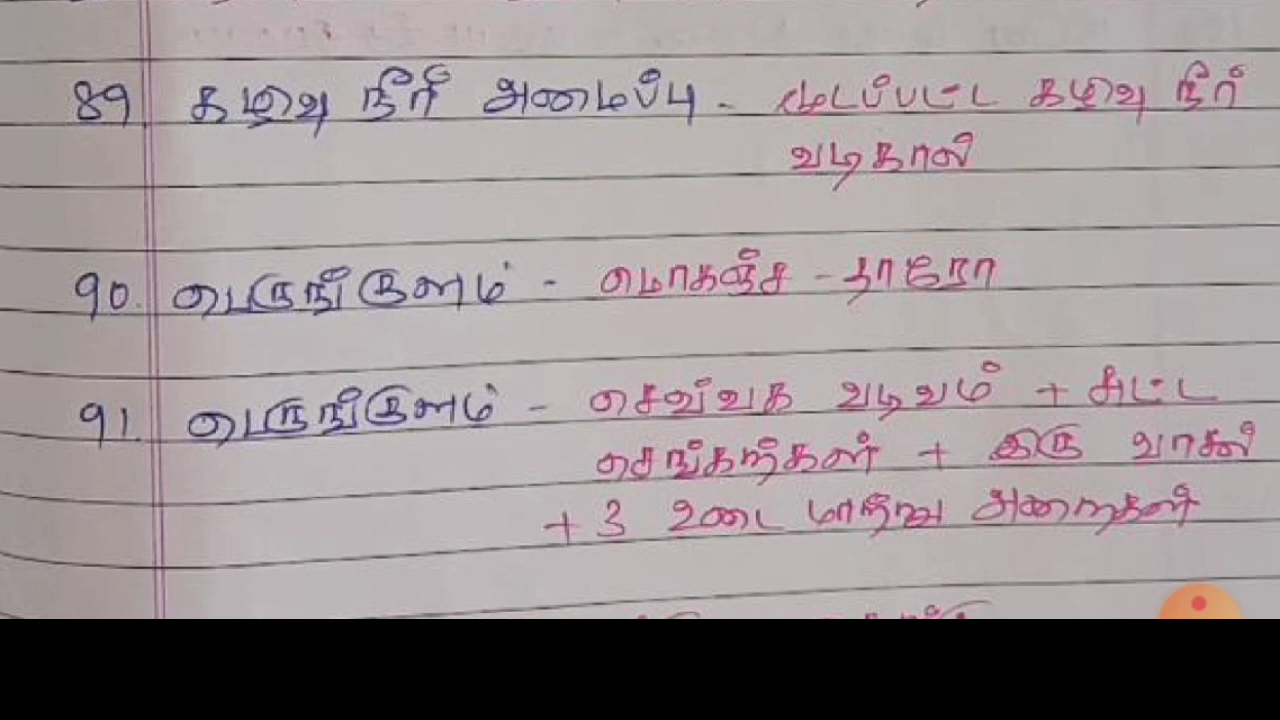 89. கழிவு நீர் அமைப்பு - மூடப்பட்ட கழிவு நீர்
வடிகால்
90. பெருங்குளம் - மொகஞ்ச - தாரோ
91. பெருங்குளம் - செவ்வக வடிவம் + சுட்ட
செங்கற்கள் + இரு வாசல்
+ 3 உடை மாற்று அறைகள்